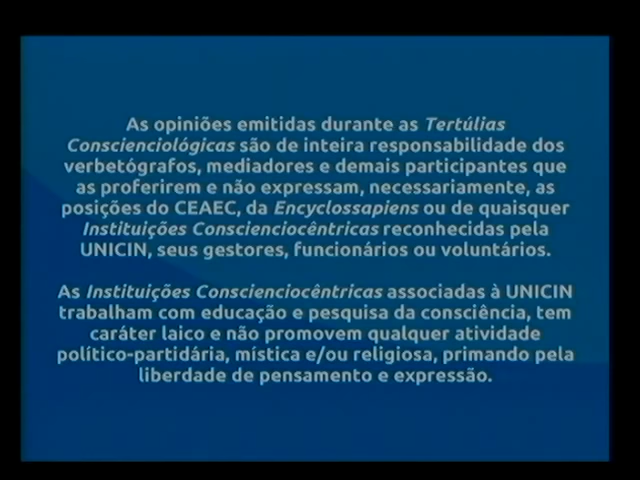 As opiniões emitidas durante as Tertúlias
Conscienciológicas são de inteira responsabilidade dos
verbetógrafos, mediadores e demais participantes que
as proferirem e não expressam, necessariamente, as
posições do CEAEC, da Encyclossapiens ou de quaisquer
Instituições Conscienciocêntricas reconhecidas pela
UNICIN, seus gestores, funcionários ou voluntários.
As Instituições Conscienciocêntricas associadas à UNICIN
trabalham com educação e pesquisa da consciência, tem
caráter laico e não promovem qualquer atividade
político-partidária, mística e/ou religiosa, primando pela
liberdade de pensamento e expressão.